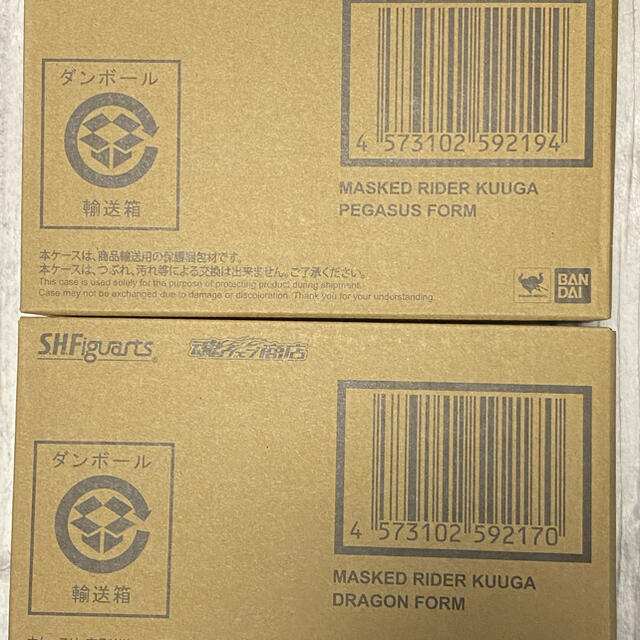 ダンボール
輸送箱
4 573102 592194
MASKED RIDER KUUGA
PEGASUS FORM
本ケースは、商品輸送用の保護梱包材です。
本ケースは、つぶれ、汚れ等による交換は出来ません。ご了承ください。
This case is used solely for the purpose of protecting product during shipment.
Case may not be exchanged due to damage or discoloration. Thank you for your understanding.
BAN
DAI
S.H.Figuarts
魂ウェブ商店
ダンボール
輸送箱
4 573102 592170
MASKED RIDER KUUGA
DRAGON FORM